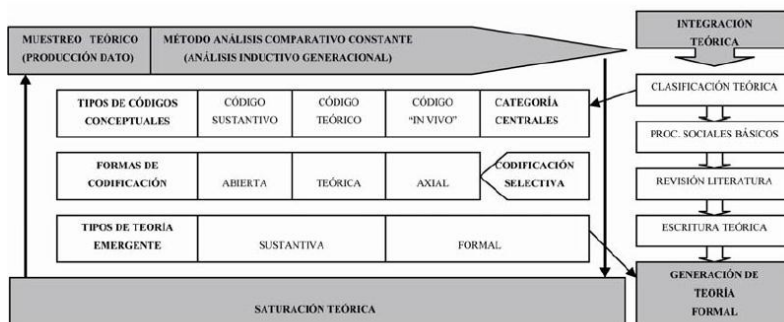 MUESTREO TEÓRICO
(PRODUCCIÓN DATO)
MÉTODO ANÁLISIS COMPARATIVO CONSTANTE
(ANÁLISIS INDUCTIVO GENERACIONAL)
TIPOS DE CÓDIGOS
CONCEPTUALES
CÓDIGO
SUSTANTIVO
CÓDIGO
TEÓRICO
CÓDIGO
“IN VIVO”
CATEGORÍA
CENTRALES
FORMAS DE
CODIFICACIÓN
ABIERTA
TEÓRICA
AXIAL
CODIFICACIÓN
SELECTIVA
TIPOS DE TEORÍA
EMERGENTE
SUSTANTIVA
FORMAL
SATURACIÓN TEÓRICA
INTEGRACIÓN
TEÓRICA
CLASIFICACIÓN TEÓRICA
PROC. SOCIALES BÁSICOS
REVISIÓN LITERATURA
ESCRITURA TEÓRICA
GENERACIÓN DE
TEORÍA
FORMAL